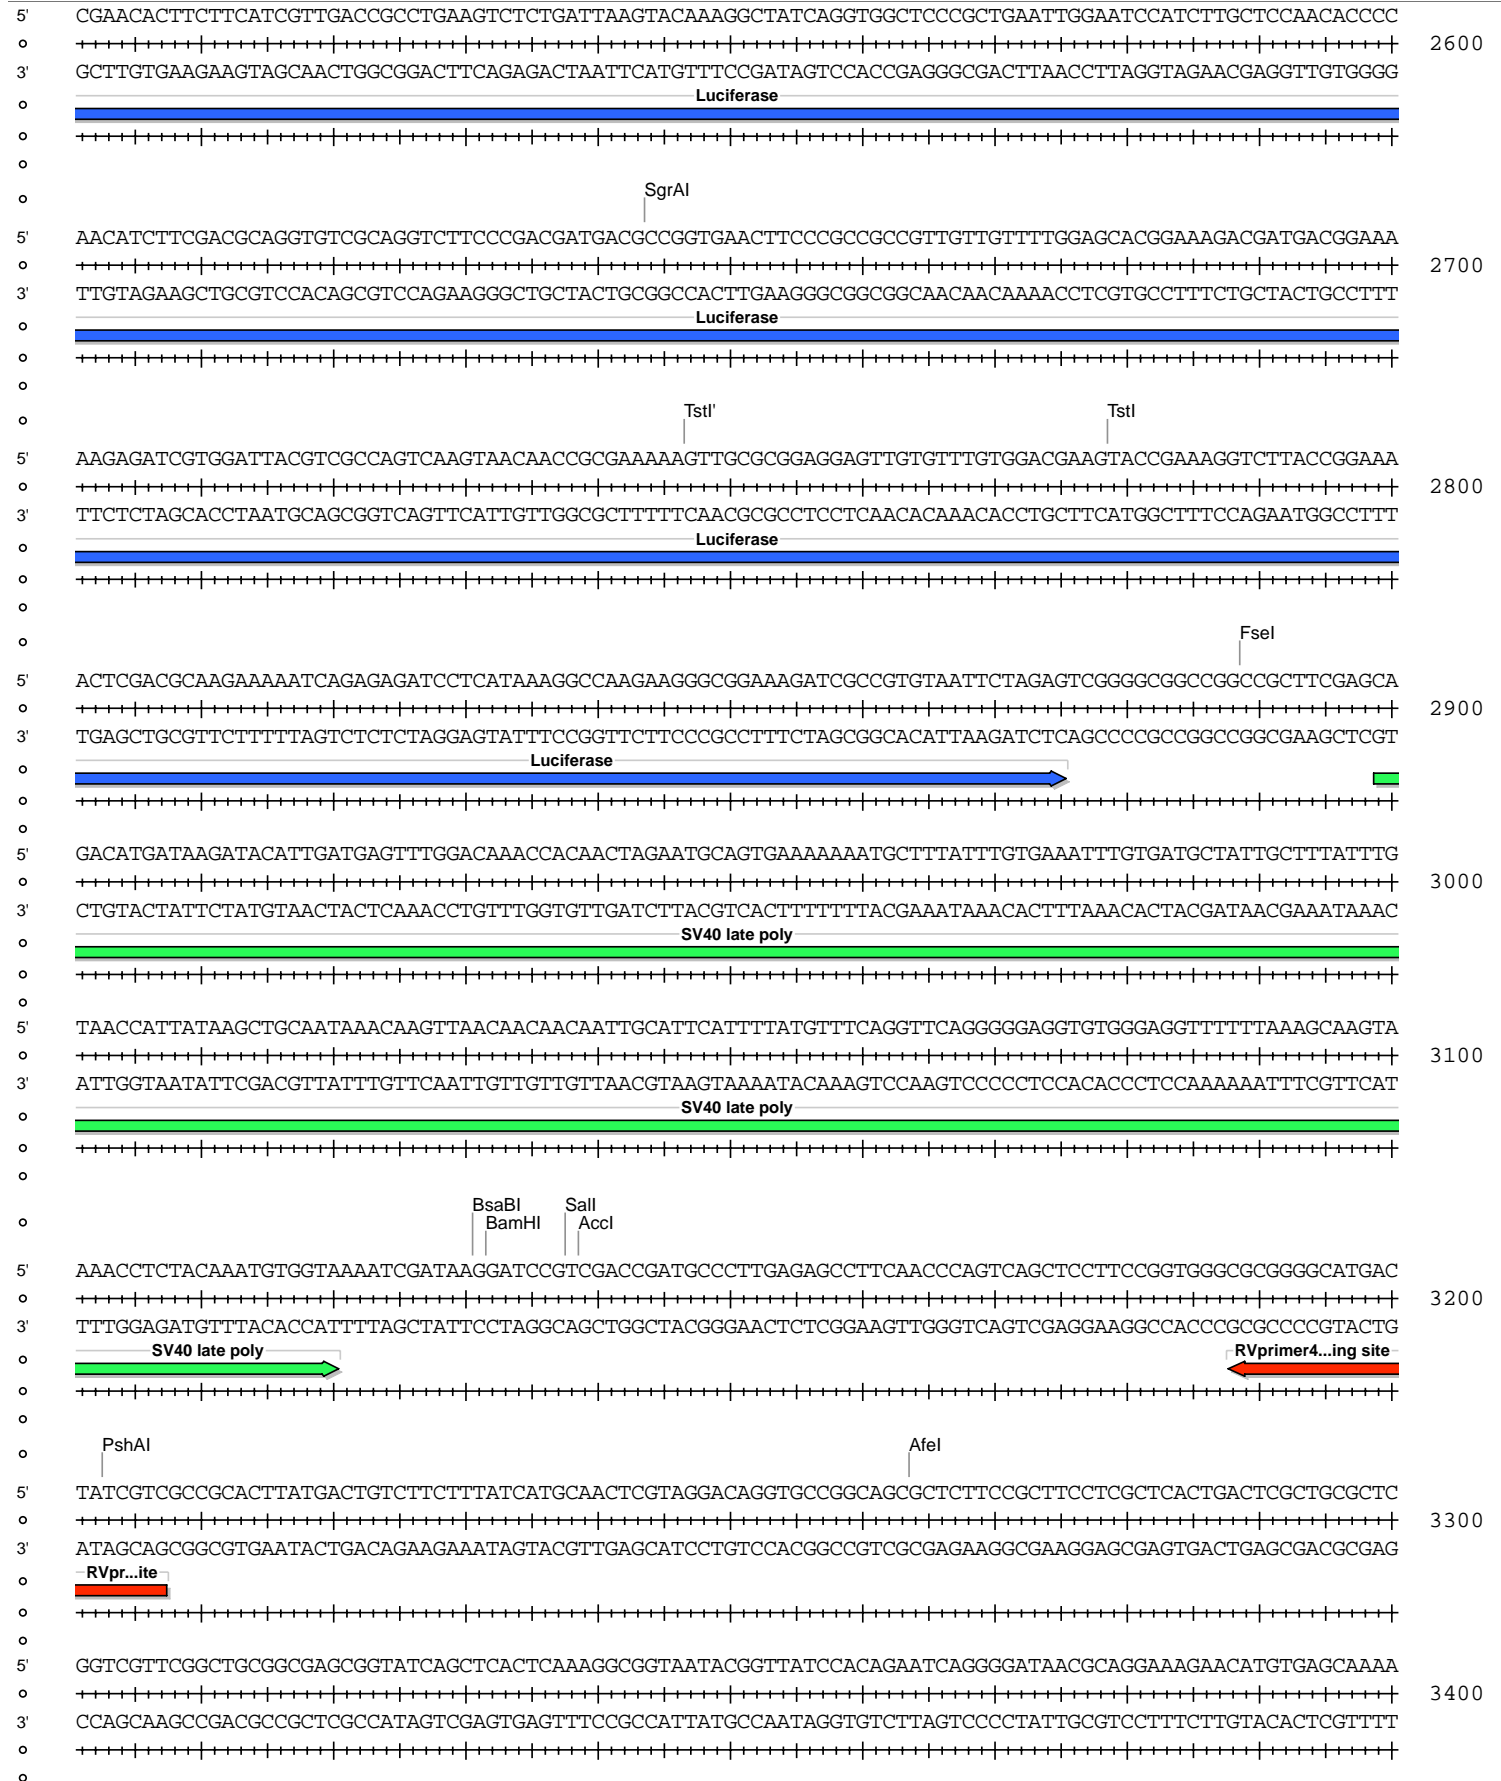 5' CGAACACTTCTTCATCGTTGACCGCCTGAAGTCTCTGATTAAGTACAAAGGCTATCAGGTGGCTCCCGCTGAATTGGAATCCATCTTGCTCCAACACCCC
2600
3' GCTTGTGAAGAAGTAGCAACTGGCGGACTTCAGAGACTAATTCATGTTTCCGATAGTCCACCGAGGGCGACTTAACCTTAGGTAGAACGAGGTTGTGGGG
Luciferase
SgrAI
5' AACATCTTCGACGCAGGTGTCGCAGGTCTTCCCGACGATGACGCCGGTGAACTTCCCGCCGCCGTTGTTGTTTTGGAGCACGGAAAGACGATGACGGAAA
2700
3' TTGTAGAAGCTGCGTCCACAGCGTCCAGAAGGGCTGCTACTGCGGCCACTTGAAGGGCGGCGGCAACAACAAAACCTCGTGCCTTTCTGCTACTGCCTTT
Luciferase
TstI' TstI
5' AAGAGATCGTGGATTACGTCGCCAGTCAAGTAACAACCGCGAAAAAGTTGCGCGGAGGAGTTGTGTTTGTGGACGAAGTACCGAAAGGTCTTACCGGAAA
2800
3' TTCTCTAGCACCTAATGCAGCGGTCAGTTCATTGTTGGCGCTTTTTCAACGCGCCTCCTCAACACAAACACCTGCTTCATGGCTTTCCAGAATGGCCTTT
Luciferase
FseI
5' ACTCGACGCAAGAAAAATCAGAGAGATCCTCATAAAGGCCAAGAAGGGCGGAAAGATCGCCGTGTAATTCTAGAGTCGGGGCGGCCGGCCGCTTCGAGCA
2900
3' TGAGCTGCGTTCTTTTTAGTCTCTCTAGGAGTATTTCCGGTTCTTCCCGCCTTTCTAGCGGCACATTAAGATCTCAGCCCCGCCGGCCGGCGAAGCTCGT
Luciferase
5' GACATGATAAGATACATTGATGAGTTTGGACAAACCACAACTAGAATGCAGTGAAAAAAATGCTTTATTTGTGAAATTTGTGATGCTATTGCTTTATTTG
3000
3' CTGTACTATTCTATGTAACTACTCAAACCTGTTTGGTGTTGATCTTACGTCACTTTTTTTACGAAATAAACACTTTAAACACTACGATAACGAAATAAAC
SV40 late poly
5' TAACCATTATAAGCTGCAATAAACAAGTTAACAACAACAATTGCATTCATTTTATGTTTCAGGTTCAGGGGGAGGTGTGGGAGGTTTTTTAAAGCAAGTA
3100
3' ATTGGTAATATTCGACGTTATTTGTTCAATTGTTGTTGTTAACGTAAGTAAAATACAAAGTCCAAGTCCCCCTCCACACCCTCCAAAAAATTTCGTTCAT
SV40 late poly
BsaBI SalI
BamHI AccI
5' AAACCTCTACAAATGTGGTAAAATCGATAAGGATCCGTCGACCGATGCCCTTGAGAGCCTTCAACCCAGTCAGCTCCTTCCGGTGGGCGCGGGGCATGAC
3200
3' TTTGGAGATGTTTACACCATTTTAGCTATTCCTAGGCAGCTGGCTACGGGAACTCTCGGAAGTTGGGTCAGTCGAGGAAGGCCACCCGCGCCCCGTACTG
SV40 late poly RVprimer4...ing site
PshAI AfeI
5' TATCGTCGCCGCACTTATGACTGTCTTCTTTATCATGCAACTCGTAGGACAGGTGCCGGCAGCGCTCTTCCGCTTCCTCGCTCACTGACTCGCTGCGCTC
3300
3' ATAGCAGCGGCGTGAATACTGACAGAAGAAATAGTACGTTGAGCATCCTGTCCACGGCCGTCGCGAGAAGGCGAAGGAGCGAGTGACTGAGCGACGCGAG
RVpr...ite
5' GGTCGTTCGGCTGCGGCGAGCGGTATCAGCTCACTCAAAGGCGGTAATACGGTTATCCACAGAATCAGGGGATAACGCAGGAAAGAACATGTGAGCAAAA
3400
3' CCAGCAAGCCGACGCCGCTCGCCATAGTCGAGTGAGTTTCCGCCATTATGCCAATAGGTGTCTTAGTCCCCTATTGCGTCCTTTCTTGTACACTCGTTTT